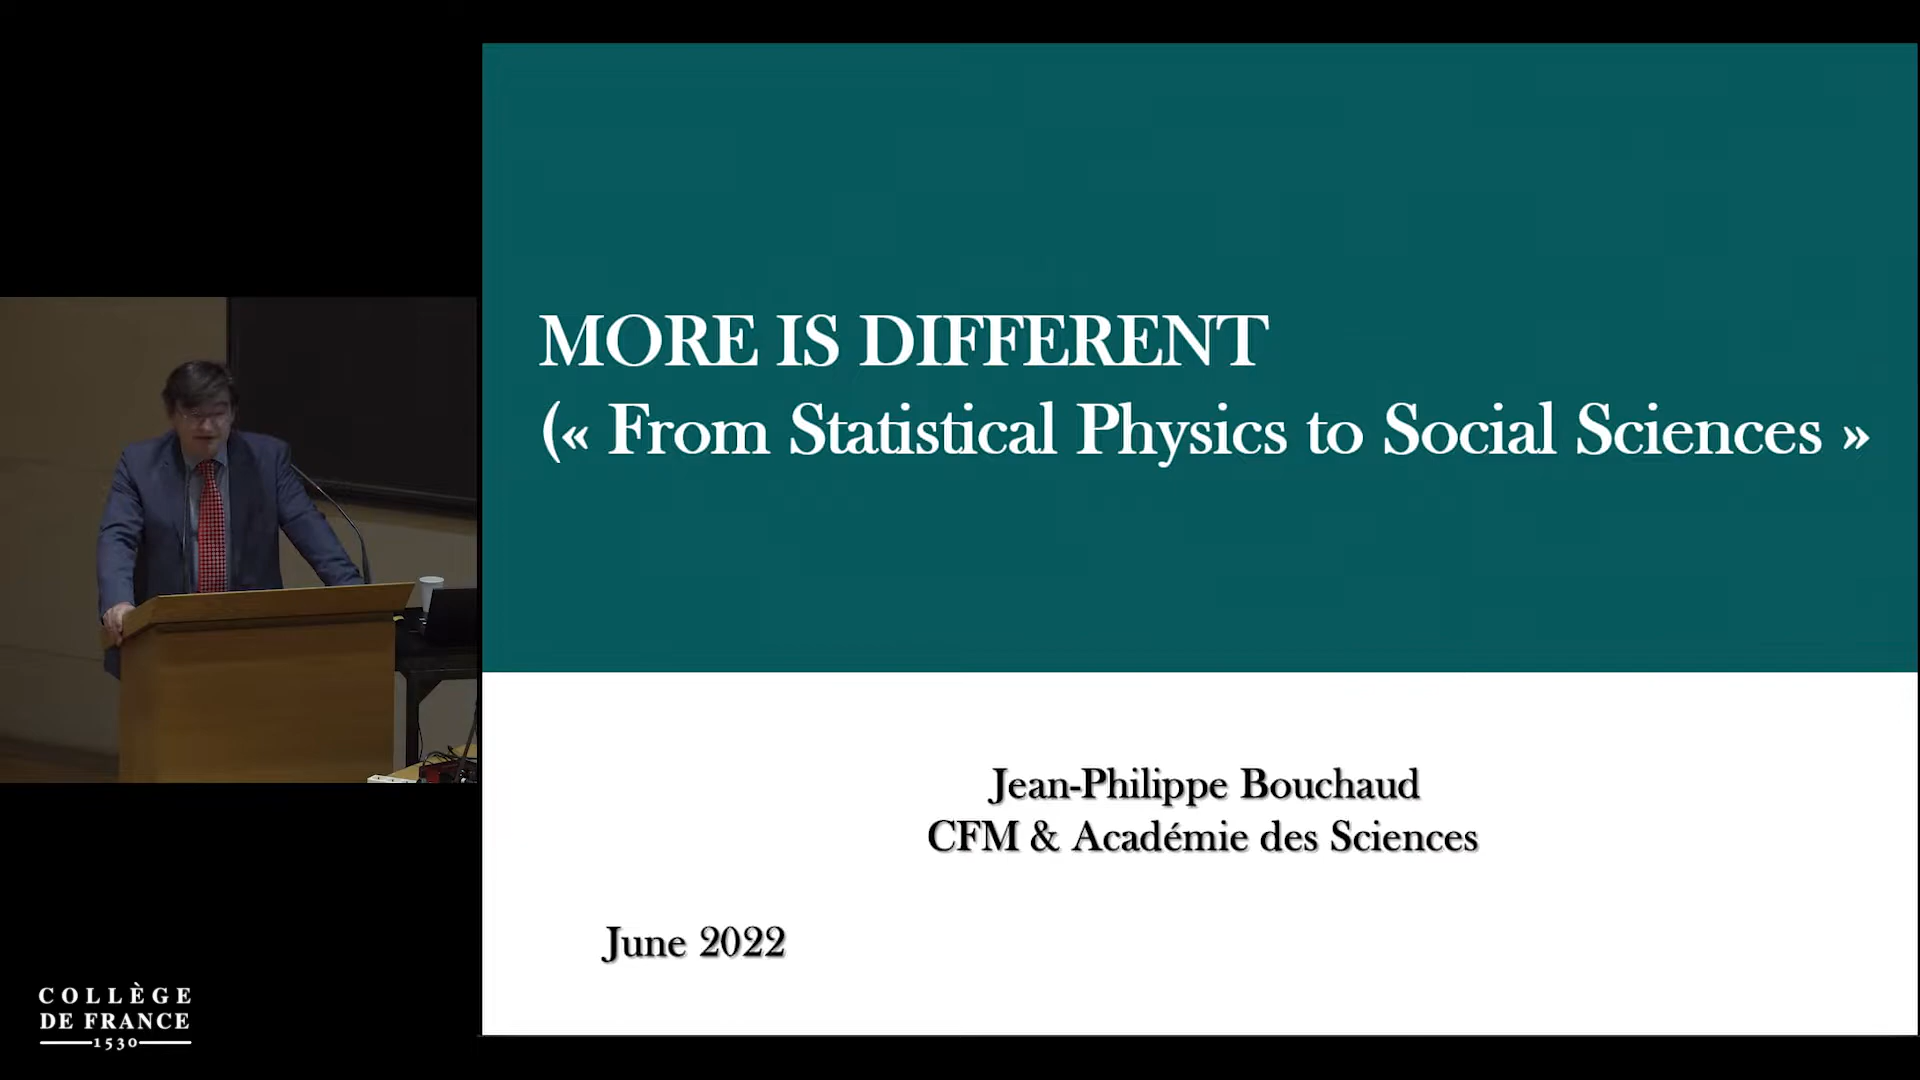 MORE IS DIFFERENT
(« From Statistical Physics to Social Sciences »
Jean-Philippe Bouchaud
CFM & Académie des Sciences
June 2022
COLLÈGE
DE FRANCE
1530